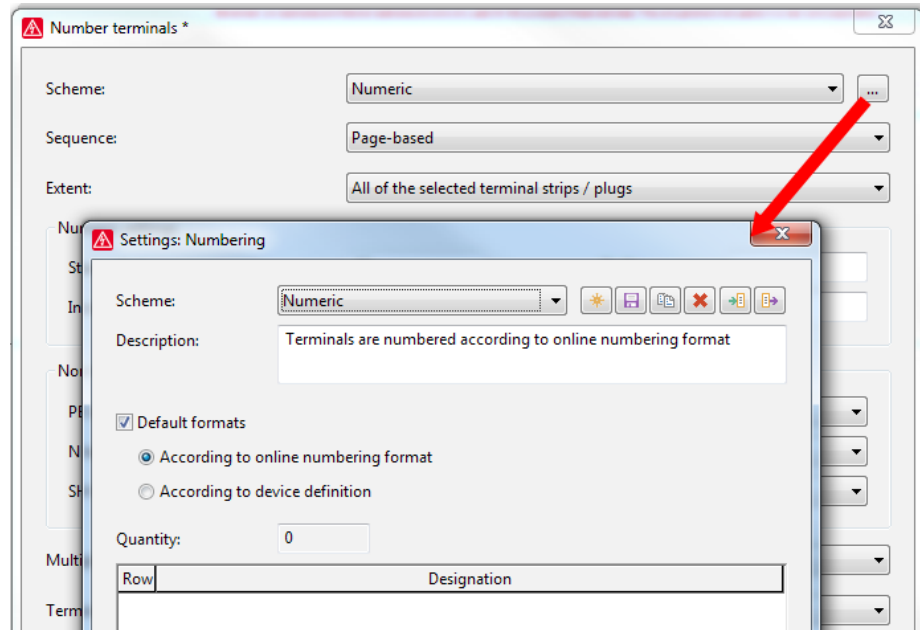 Number terminals *
Scheme: Numeric ...
Sequence: Page-based
Extent: All of the selected terminal strips / plugs
Settings: Numbering
Scheme: Numeric
Description: Terminals are numbered according to online numbering format
Default formats
According to online numbering format
According to device definition
Quantity: 0
Row Designation